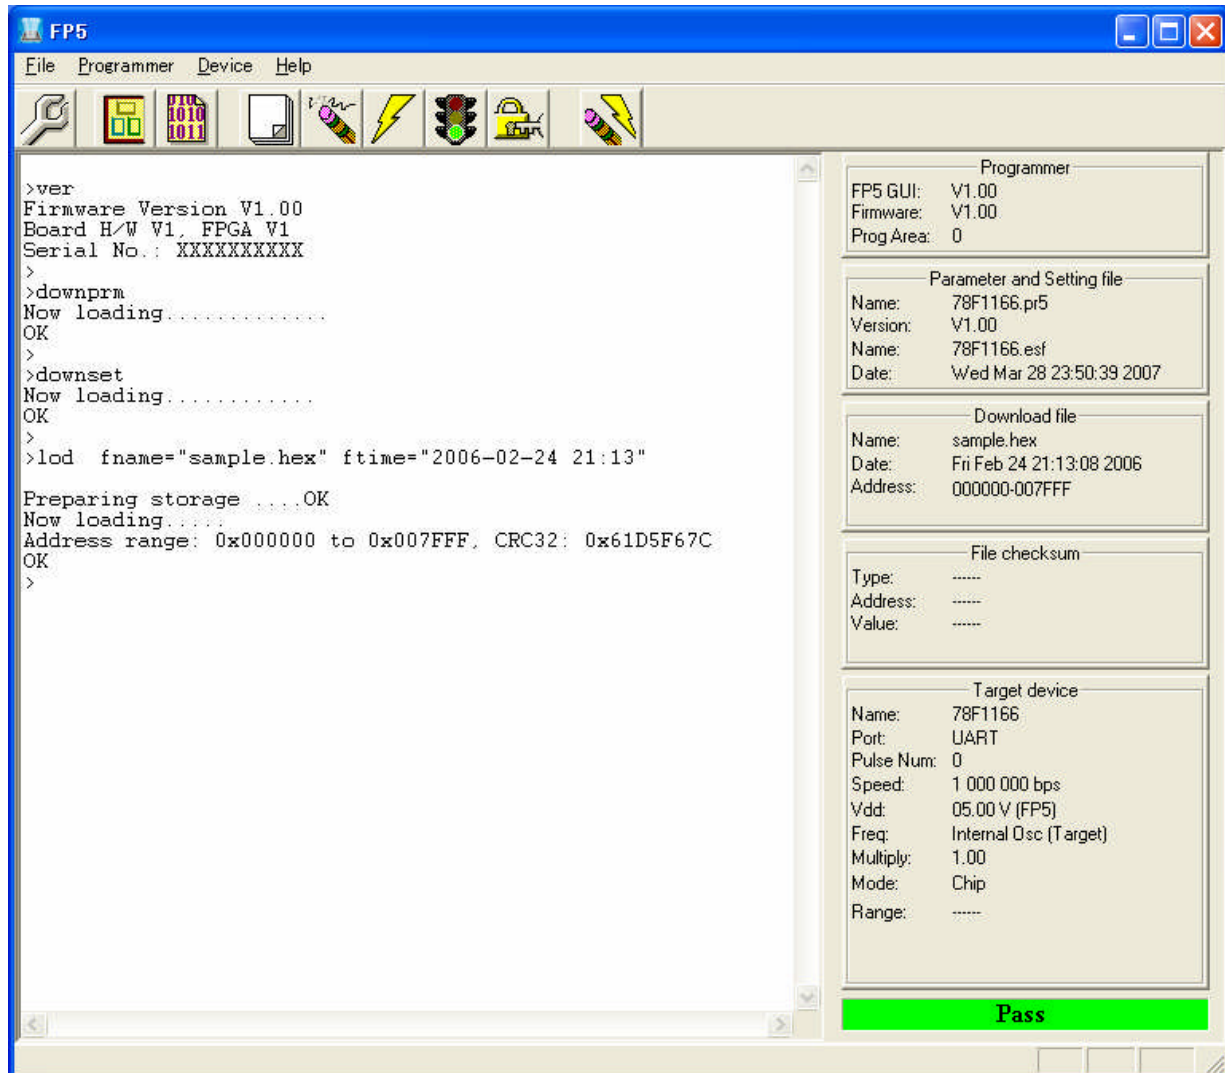 FP5
File Programmer Device Help
010
1010
1011
>ver
Firmware Version V1.00
Board H/W V1, FPGA V1
Serial No.: XXXXXXXXXX
>
>downprm
Now loading.............
OK
>
>downset
Now loading............
OK
>
>lod  fname="sample.hex" ftime="2006-02-24 21:13"
Preparing storage ....OK
Now loading.....
Address range: 0x000000 to 0x007FFF, CRC32: 0x61D5F67C
OK
>
Programmer
FP5 GUI: V1.00
Firmware: V1.00
Prog Area: 0
Parameter and Setting file
Name: 78F1166.pr5
Version: V1.00
Name: 78F1166.esf
Date: Wed Mar 28 23:50:39 2007
Download file
Name: sample.hex
Date: Fri Feb 24 21:13:08 2006
Address: 000000-007FFF
File checksum
Type: ------
Address: ------
Value: ------
Target device
Name: 78F1166
Port: UART
Pulse Num: 0
Speed: 1 000 000 bps
Vdd: 05.00 V (FP5)
Freq: Internal Osc (Target)
Multiply: 1.00
Mode: Chip
Range: ------
Pass